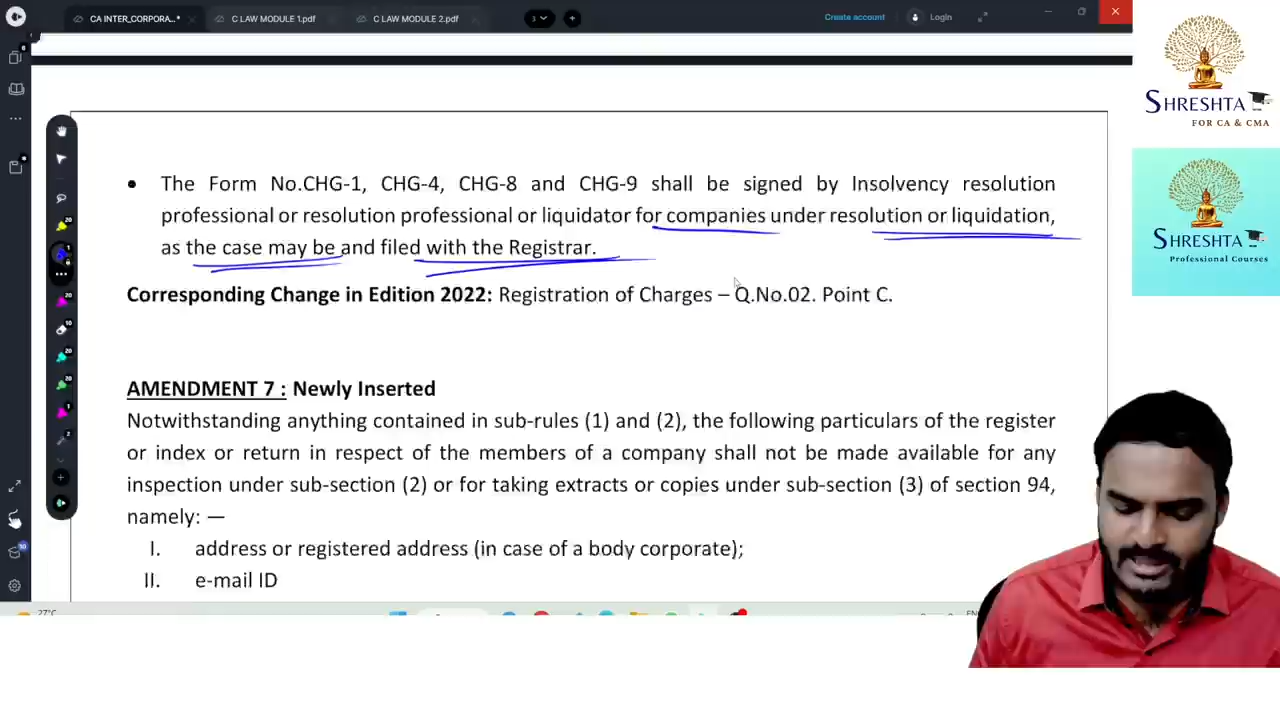 CA INTER_CORPORA...*
C LAW MODULE 1.pdf
C LAW MODULE 2.pdf
3
Create account
Login
SHRESHTA
FOR CA & CMA
SHRESHTA
Professional Courses
• The Form No.CHG-1, CHG-4, CHG-8 and CHG-9 shall be signed by Insolvency resolution
professional or resolution professional or liquidator for companies under resolution or liquidation,
as the case may be and filed with the Registrar.
Corresponding Change in Edition 2022: Registration of Charges – Q.No.02. Point C.
AMENDMENT 7 : Newly Inserted
Notwithstanding anything contained in sub-rules (1) and (2), the following particulars of the register
or index or return in respect of the members of a company shall not be made available for any
inspection under sub-section (2) or for taking extracts or copies under sub-section (3) of section 94,
namely: —
I. address or registered address (in case of a body corporate);
II. e-mail ID
27°C